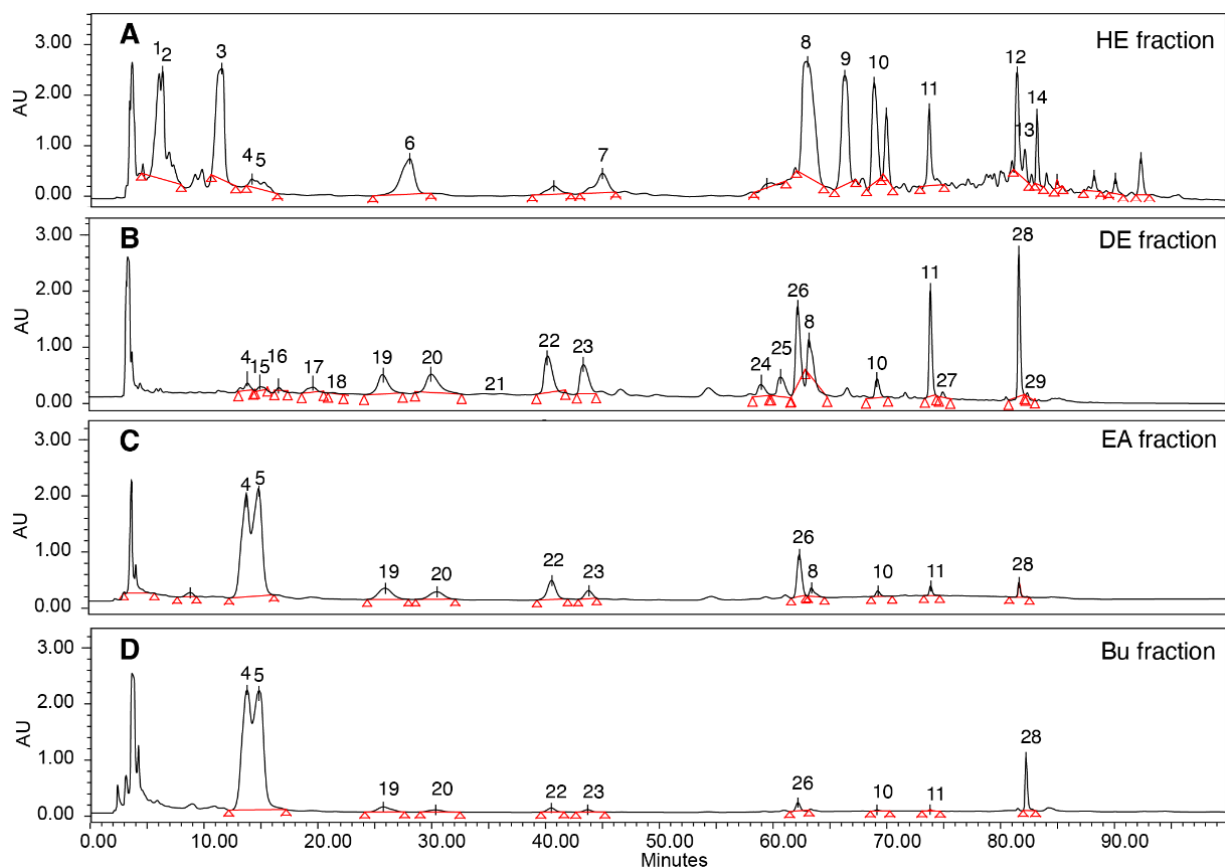 A
HE fraction
3.00
2.00
1.00
0.00
AU
1 2 3 4 5 6 7 8 9 10 11 12 13 14
B
DE fraction
3.00
2.00
1.00
0.00
AU
4 15 16 17 18 19 20 21 22 23 24 25 26 8 10 11 27 28 29
C
EA fraction
3.00
2.00
1.00
0.00
AU
4 5 19 20 22 23 26 8 10 11 28
D
Bu fraction
3.00
2.00
1.00
0.00
AU
4 5 19 20 22 23 26 10 11 28
0.00 10.00 20.00 30.00 40.00 50.00 60.00 70.00 80.00 90.00
Minutes